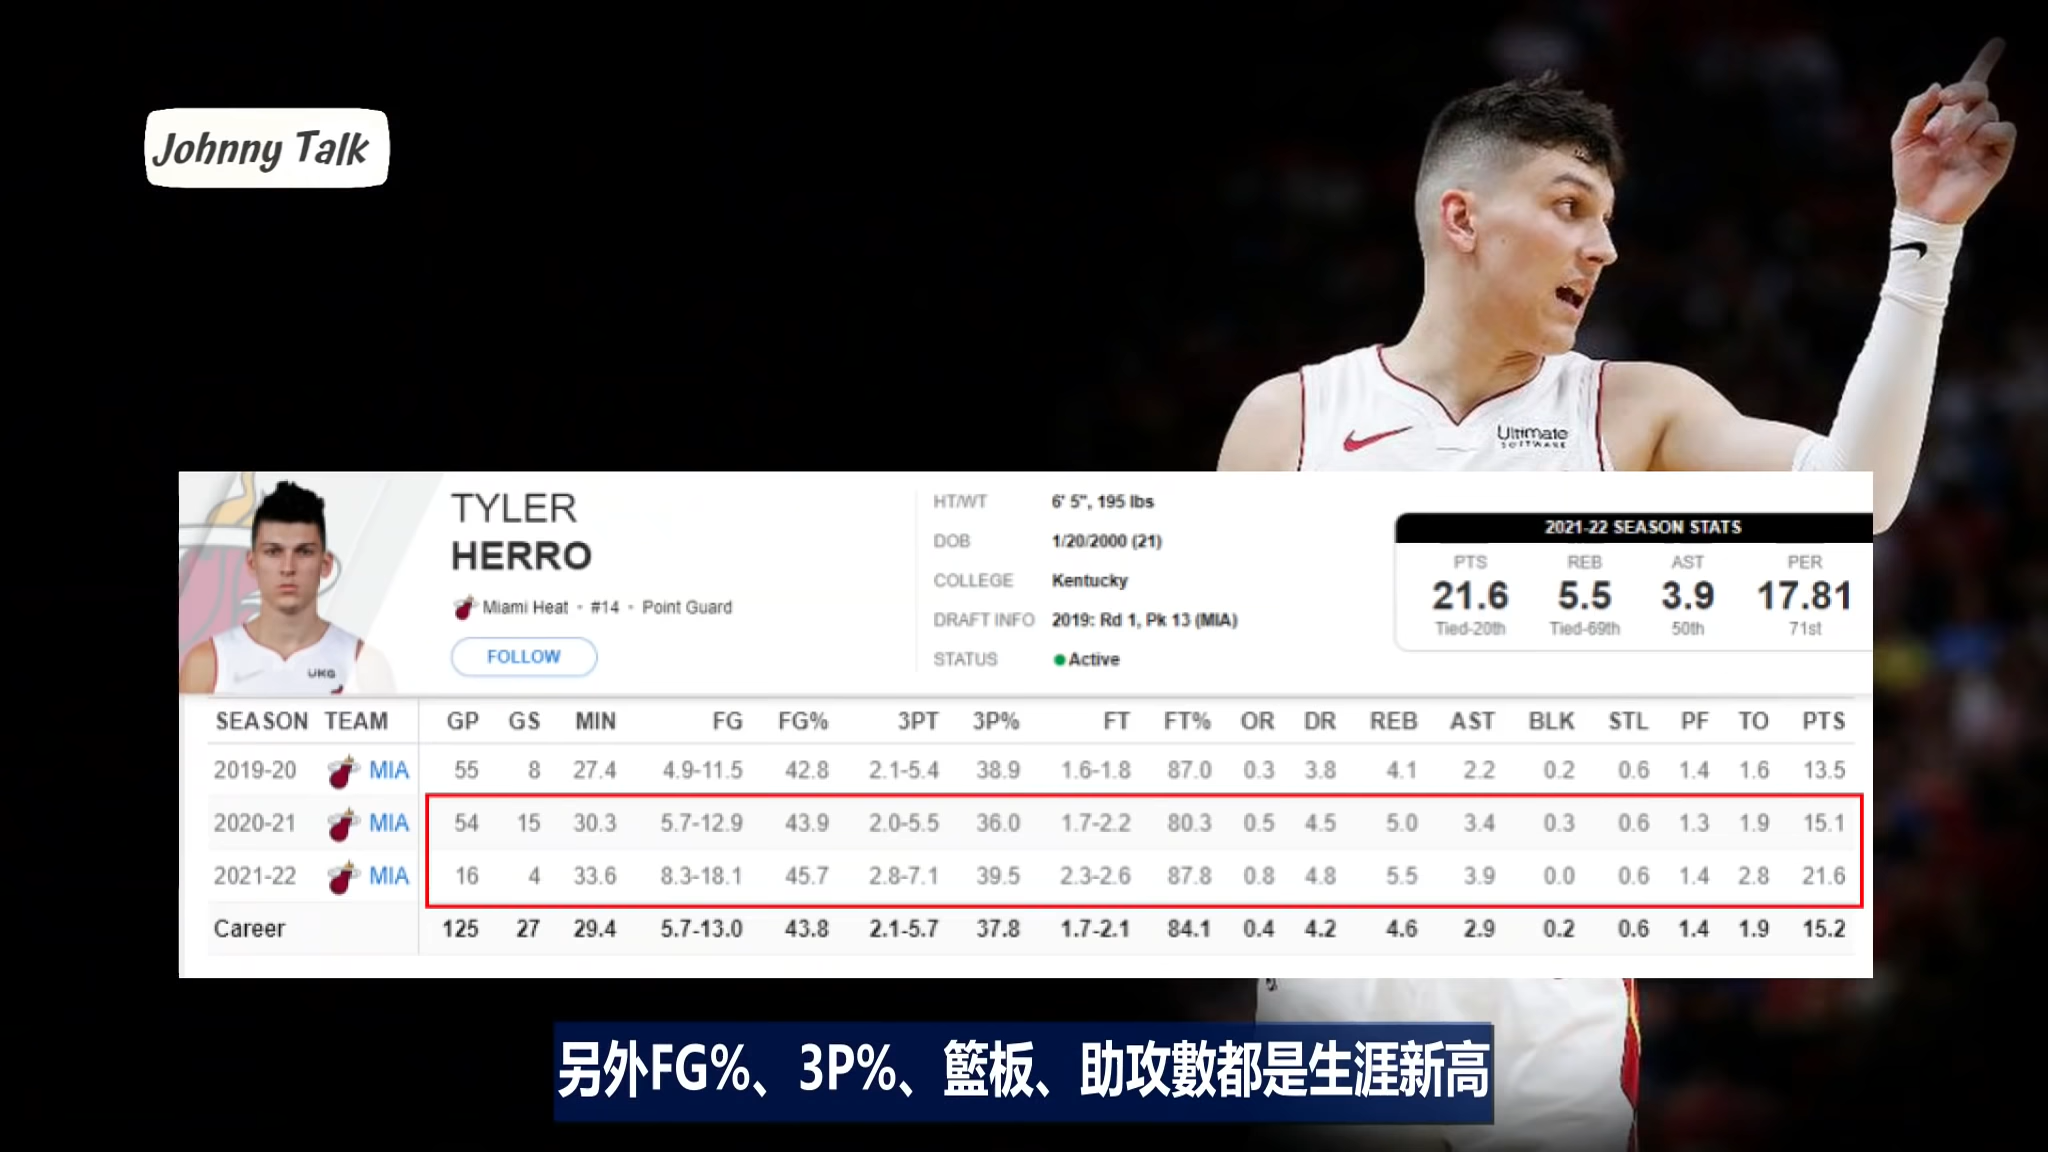 Johnny Talk
Ultimate
SOFTWARE
TYLER
HERRO
Miami Heat • #14 • Point Guard
FOLLOW
UKG
HT/WT 6' 5", 195 lbs
DOB 1/20/2000 (21)
COLLEGE Kentucky
DRAFT INFO 2019: Rd 1, Pk 13 (MIA)
STATUS Active
2021-22 SEASON STATS
PTS REB AST PER
21.6 5.5 3.9 17.81
Tied-20th Tied-69th 50th 71st
SEASON TEAM GP GS MIN FG FG% 3PT 3P% FT FT% OR DR REB AST BLK STL PF TO PTS
2019-20 MIA 55 8 27.4 4.9-11.5 42.8 2.1-5.4 38.9 1.6-1.8 87.0 0.3 3.8 4.1 2.2 0.2 0.6 1.4 1.6 13.5
2020-21 MIA 54 15 30.3 5.7-12.9 43.9 2.0-5.5 36.0 1.7-2.2 80.3 0.5 4.5 5.0 3.4 0.3 0.6 1.3 1.9 15.1
2021-22 MIA 16 4 33.6 8.3-18.1 45.7 2.8-7.1 39.5 2.3-2.6 87.8 0.8 4.8 5.5 3.9 0.0 0.6 1.4 2.8 21.6
Career 125 27 29.4 5.7-13.0 43.8 2.1-5.7 37.8 1.7-2.1 84.1 0.4 4.2 4.6 2.9 0.2 0.6 1.4 1.9 15.2
另外FG%、3P%、籃板、助攻數都是生涯新高